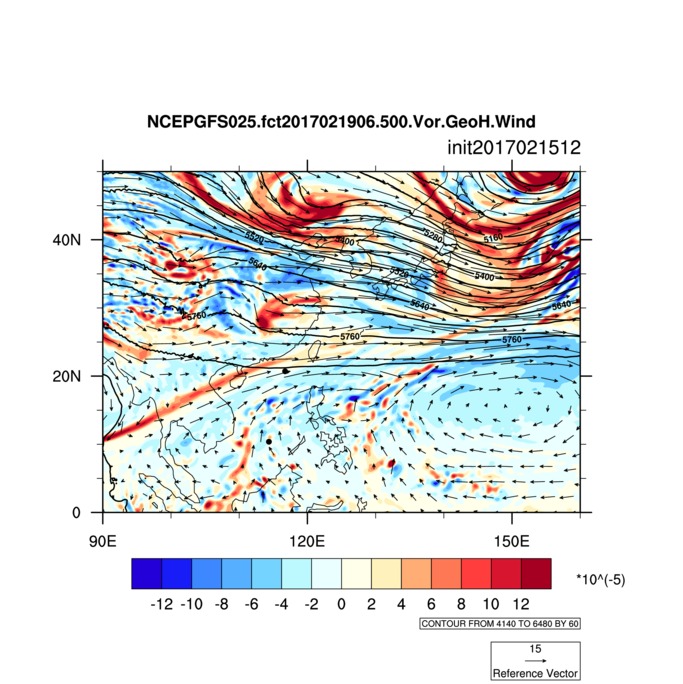 NCEPGFS025.fct2017021906.500.Vor.GeoH.Wind
init2017021512
5160
5280
5520
5400
40N
5640
5520
5400
5640
5640
5760
5760
5760
20N
0
90E 120E 150E
-12 -10 -8 -6 -4 -2 0 2 4 6 8 10 12
*10^(-5)
CONTOUR FROM 4140 TO 6480 BY 60
15
Reference Vector